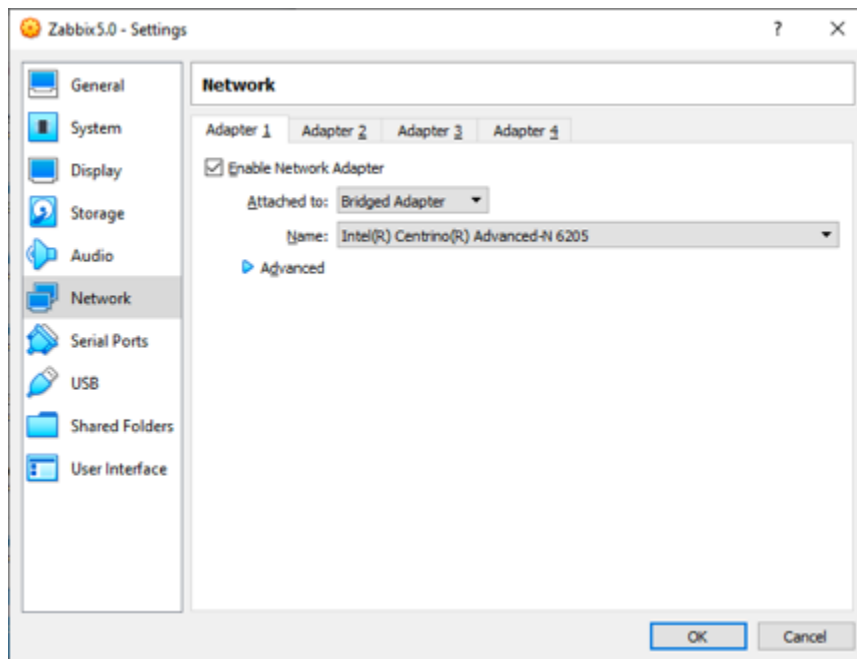 Zabbix5.0 - Settings
General
System
Display
Storage
Audio
Network
Serial Ports
USB
Shared Folders
User Interface
Network
Adapter 1 Adapter 2 Adapter 3 Adapter 4
Enable Network Adapter
Attached to: Bridged Adapter
Name: Intel(R) Centrino(R) Advanced-N 6205
Advanced
OK Cancel